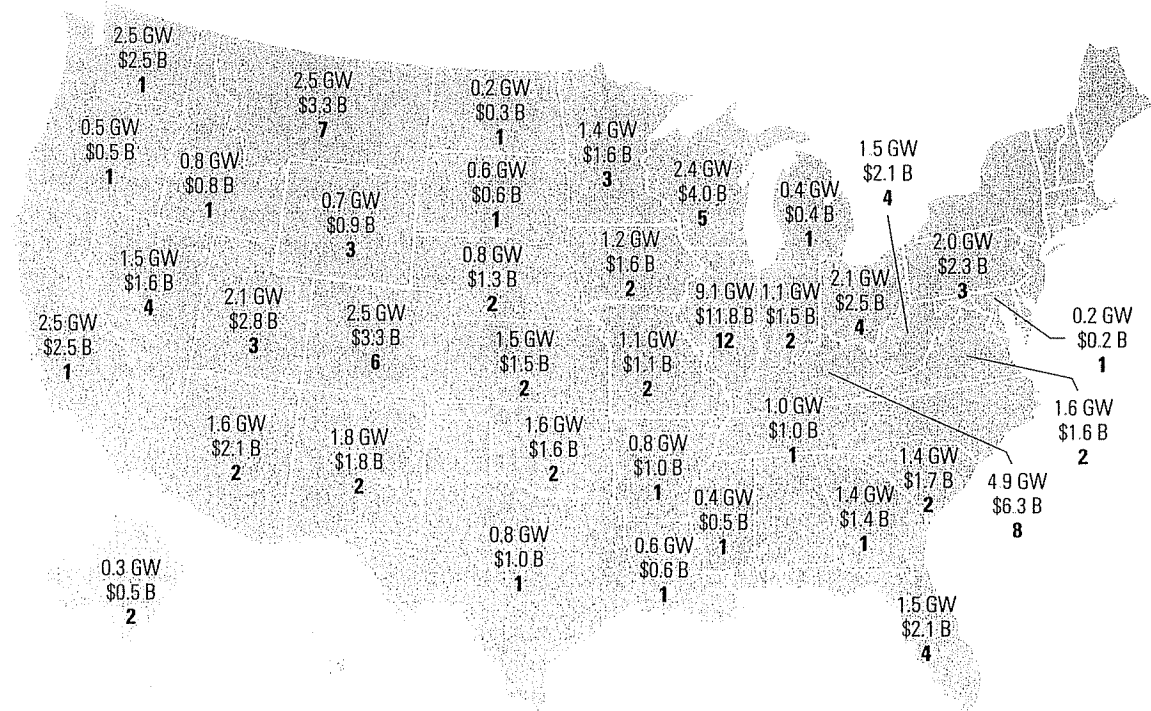 2.5 GW
$2.5 B
1
2.5 GW
$3.3 B
7
0.2 GW
$0.3 B
1
1.4 GW
$1.6 B
3
0.5 GW
$0.5 B
1
0.8 GW
$0.8 B
1
0.7 GW
$0.9 B
3
0.6 GW
$0.6 B
1
2.4 GW
$4.0 B
5
0.4 GW
$0.4 B
1
1.5 GW
$2.1 B
4
1.5 GW
$1.6 B
4
2.1 GW
$2.8 B
3
2.5 GW
$3.3 B
6
0.8 GW
$1.3 B
2
1.2 GW
$1.6 B
2
9.1 GW
$11.8 B
12
1.1 GW
$1.5 B
2
2.1 GW
$2.5 B
4
2.0 GW
$2.3 B
3
0.2 GW
$0.2 B
1
2.5 GW
$2.5 B
1
1.5 GW
$1.5 B
2
1.1 GW
$1.1 B
2
1.6 GW
$1.6 B
2
1.6 GW
$2.1 B
2
1.8 GW
$1.8 B
2
1.6 GW
$1.6 B
2
0.8 GW
$1.0 B
1
1.0 GW
$1.0 B
1
1.4 GW
$1.7 B
2
4 9 GW
$6.3 B
8
0.4 GW
$0.5 B
1
1.4 GW
$1.4 B
1
0.8 GW
$1.0 B
1
0.6 GW
$0.6 B
1
0.3 GW
$0.5 B
2
1.5 GW
$2.1 B
4